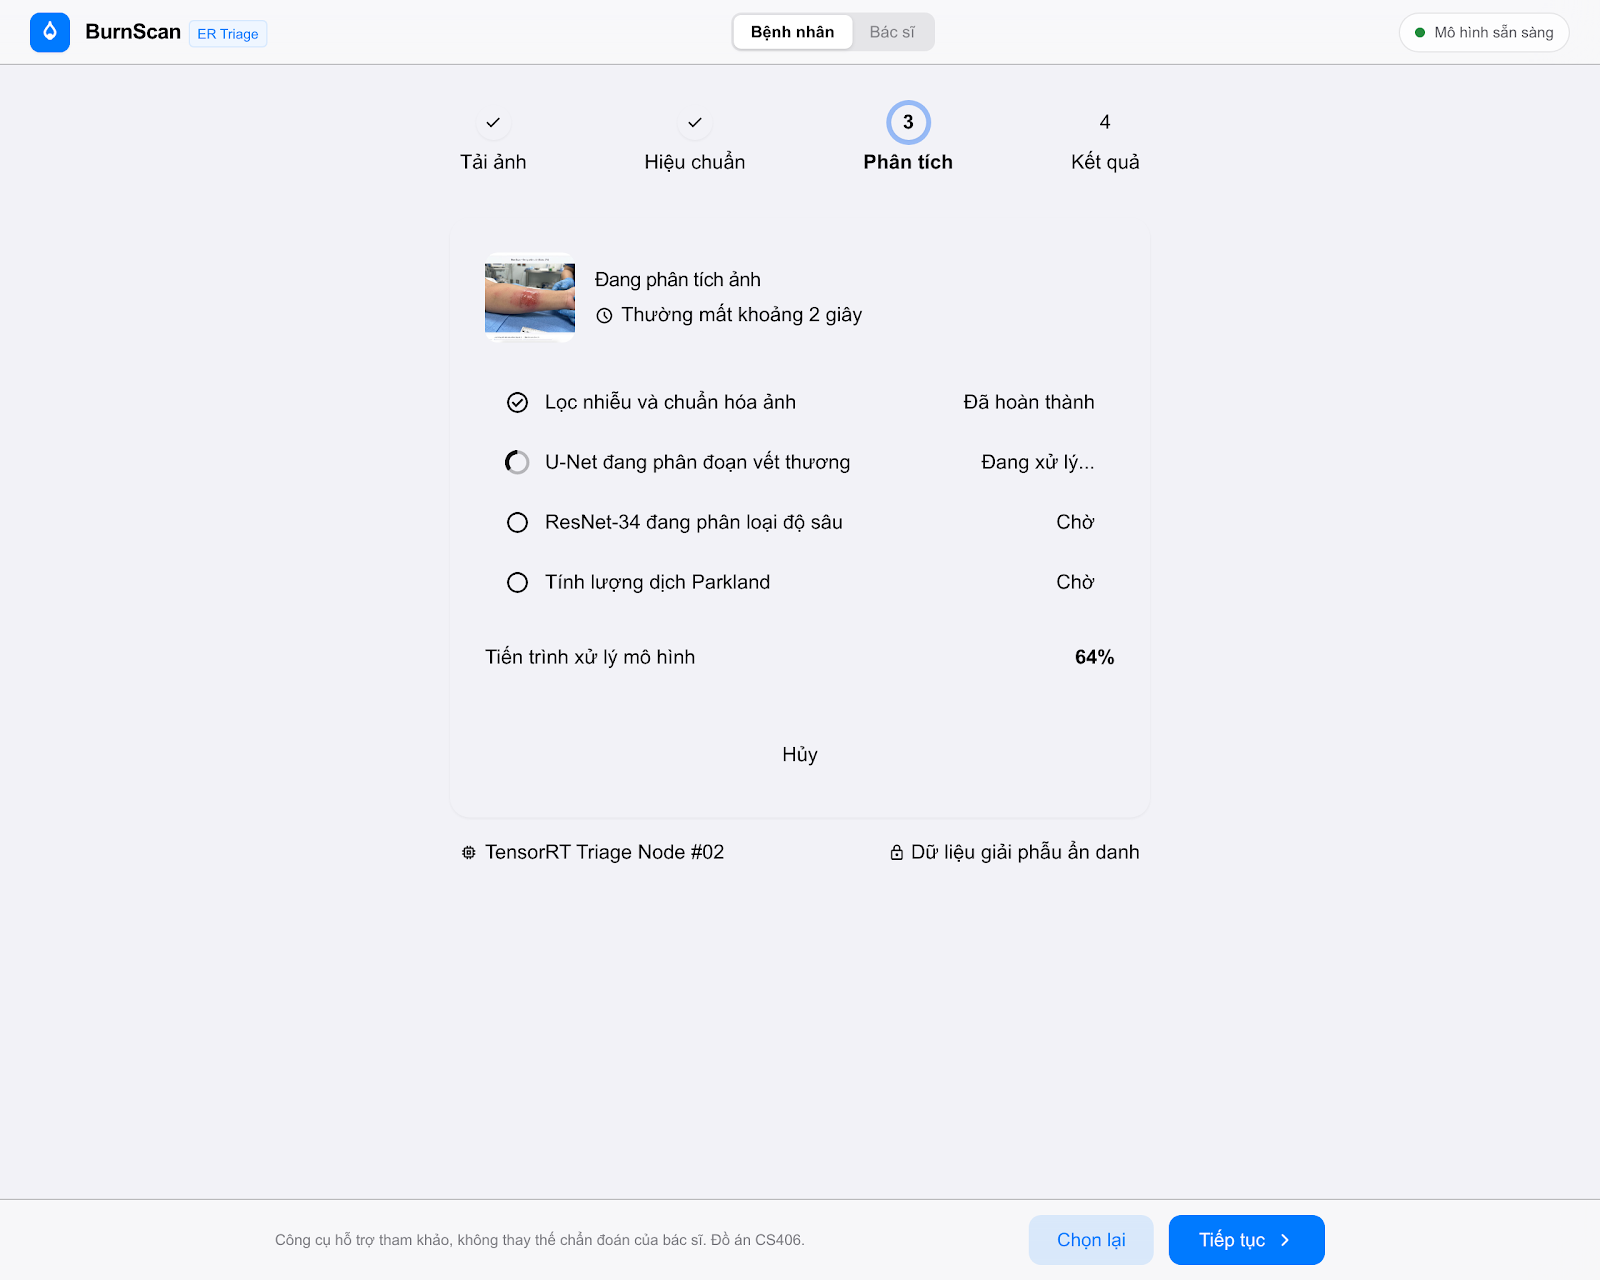 BurnScan
ER Triage
Bệnh nhân
Bác sĩ
Mô hình sẵn sàng
3
4
Tải ảnh
Hiệu chuẩn
Phân tích
Kết quả
Đang phân tích ảnh
Thường mất khoảng 2 giây
Lọc nhiễu và chuẩn hóa ảnh
Đã hoàn thành
U-Net đang phân đoạn vết thương
Đang xử lý...
ResNet-34 đang phân loại độ sâu
Chờ
Tính lượng dịch Parkland
Chờ
Tiến trình xử lý mô hình
64%
Hủy
TensorRT Triage Node #02
Dữ liệu giải phẫu ẩn danh
Công cụ hỗ trợ tham khảo, không thay thế chẩn đoán của bác sĩ. Đồ án CS406.
Chọn lại
Tiếp tục